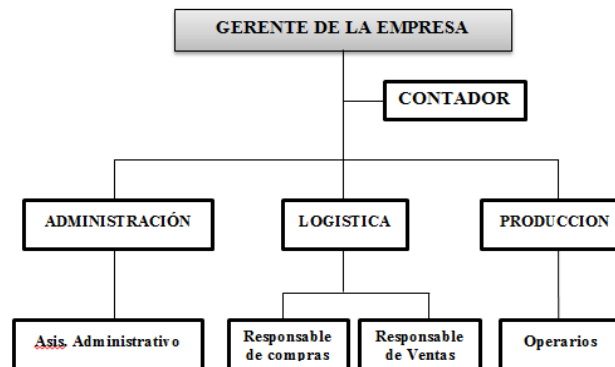 GERENTE DE LA EMPRESA
CONTADOR
ADMINISTRACIÓN
LOGISTICA
PRODUCCION
Asis. Administrativo
Responsable
de compras
Responsable
de Ventas
Operarios